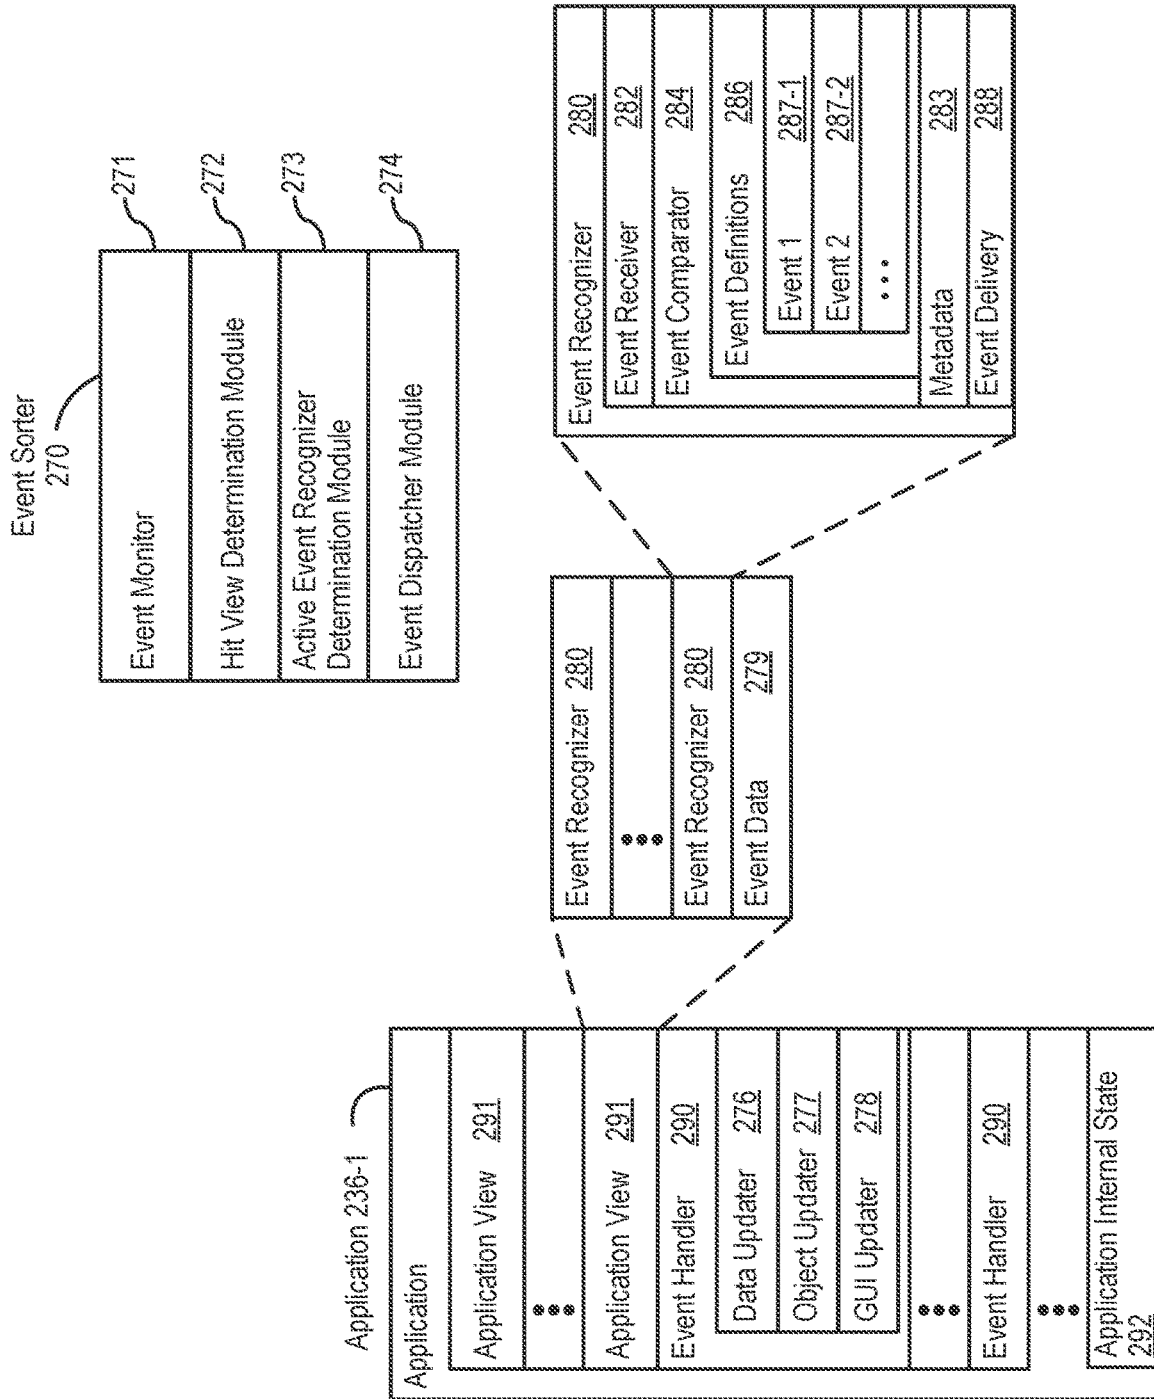 Event Sorter
270
Event Monitor
271
Hit View Determination Module
272
Active Event Recognizer
Determination Module
273
Event Dispatcher Module
274
Application 236-1
Application
Application View 291
•••
Application View 291
Event Handler 290
Data Updater 276
Object Updater 277
GUI Updater 278
•••
Event Handler 290
•••
Application Internal State
292
Event Recognizer 280
•••
Event Recognizer 280
Event Data 279
Event Recognizer 280
Event Receiver 282
Event Comparator 284
Event Definitions 286
Event 1 287-1
Event 2 287-2
•••
Metadata 283
Event Delivery 288